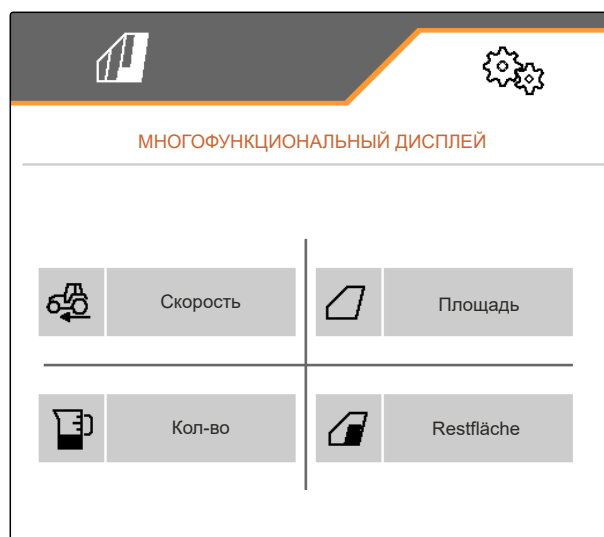 МНОГОФУНКЦИОНАЛЬНЫЙ ДИСПЛЕЙ
Скорость
Площадь
Кол-во
Restfläche